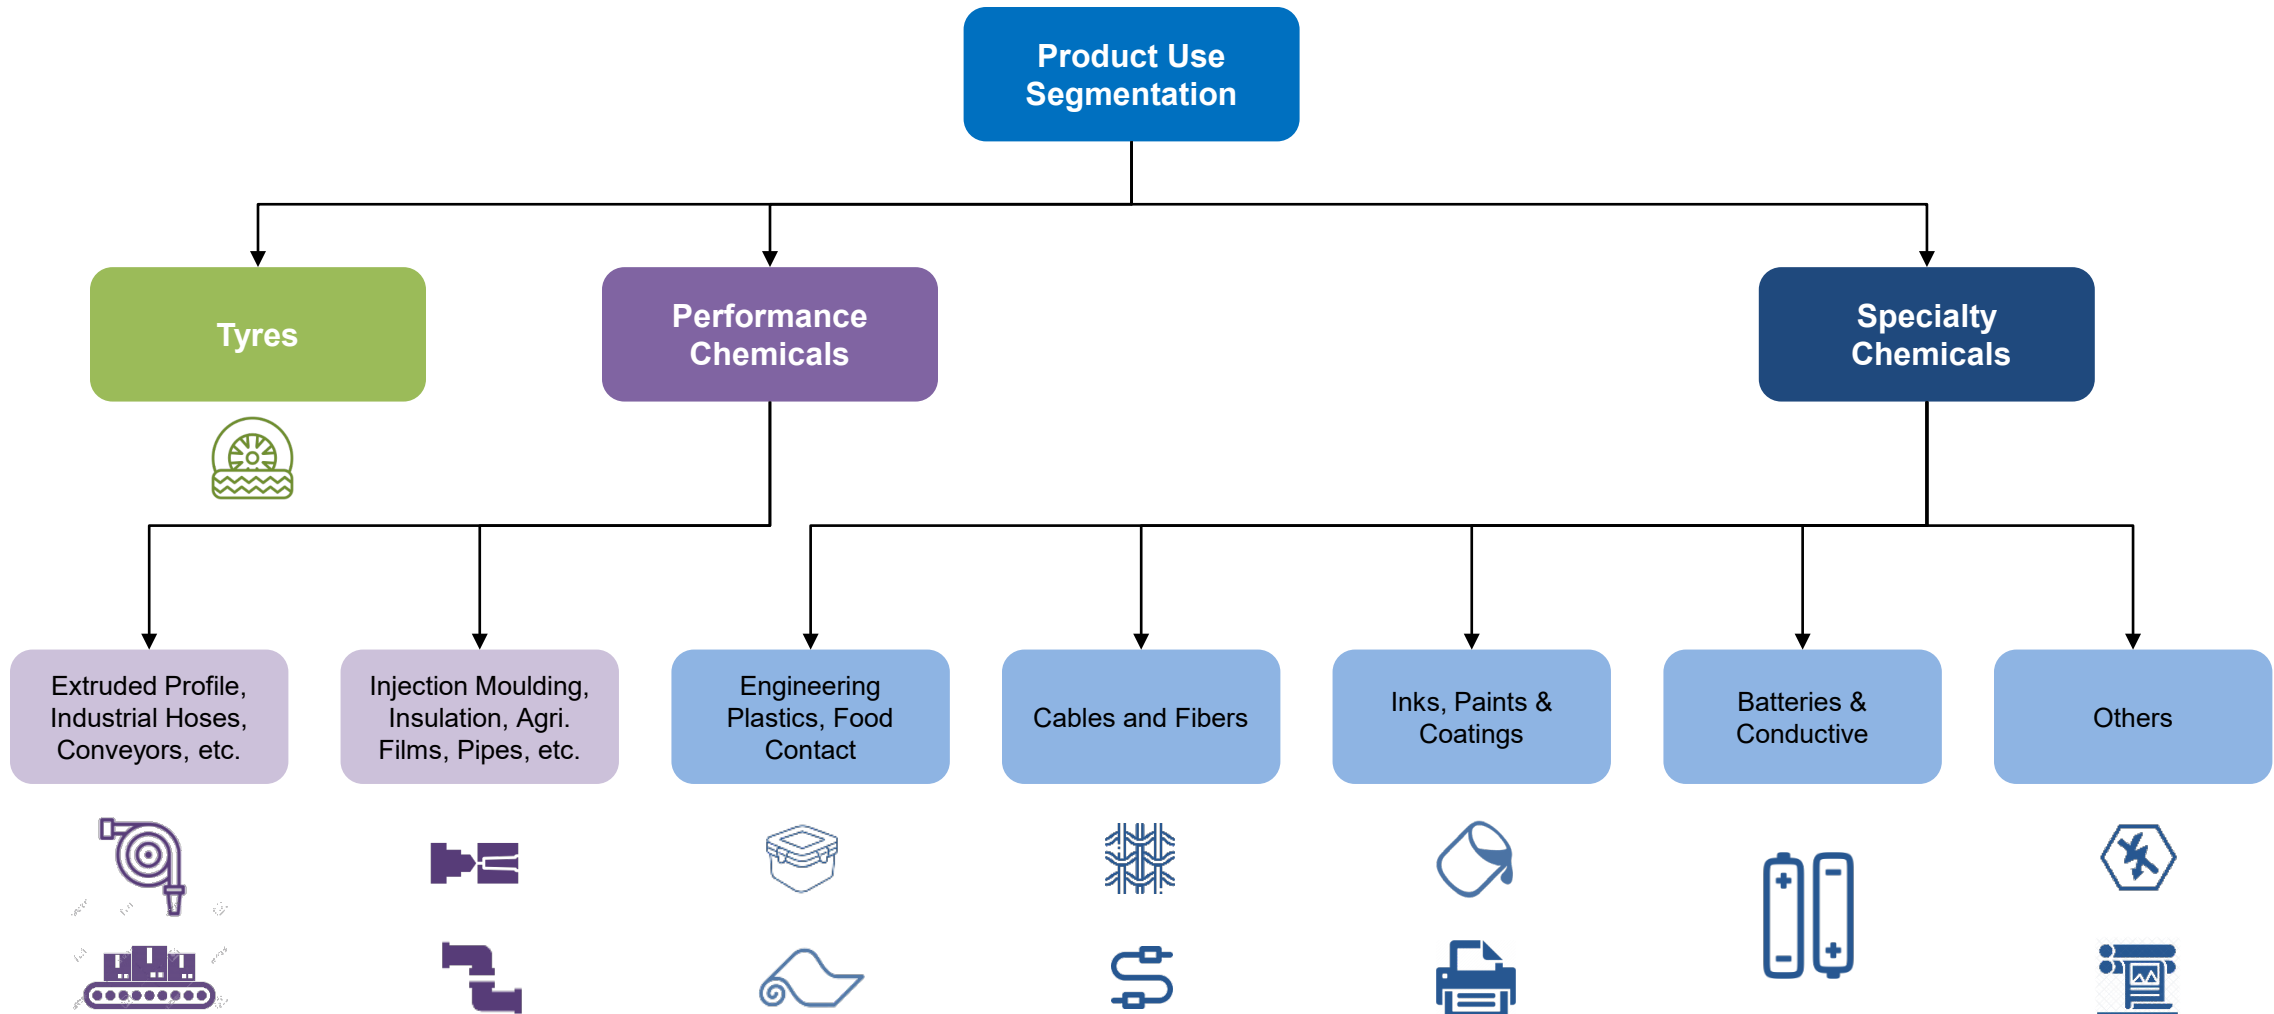 Product Use
Segmentation
Tyres
Performance
Chemicals
Specialty
Chemicals
Extruded Profile,
Industrial Hoses,
Conveyors, etc.
Injection Moulding,
Insulation, Agri.
Films, Pipes, etc.
Engineering
Plastics, Food
Contact
Cables and Fibers
Inks, Paints &
Coatings
Batteries &
Conductive
Others